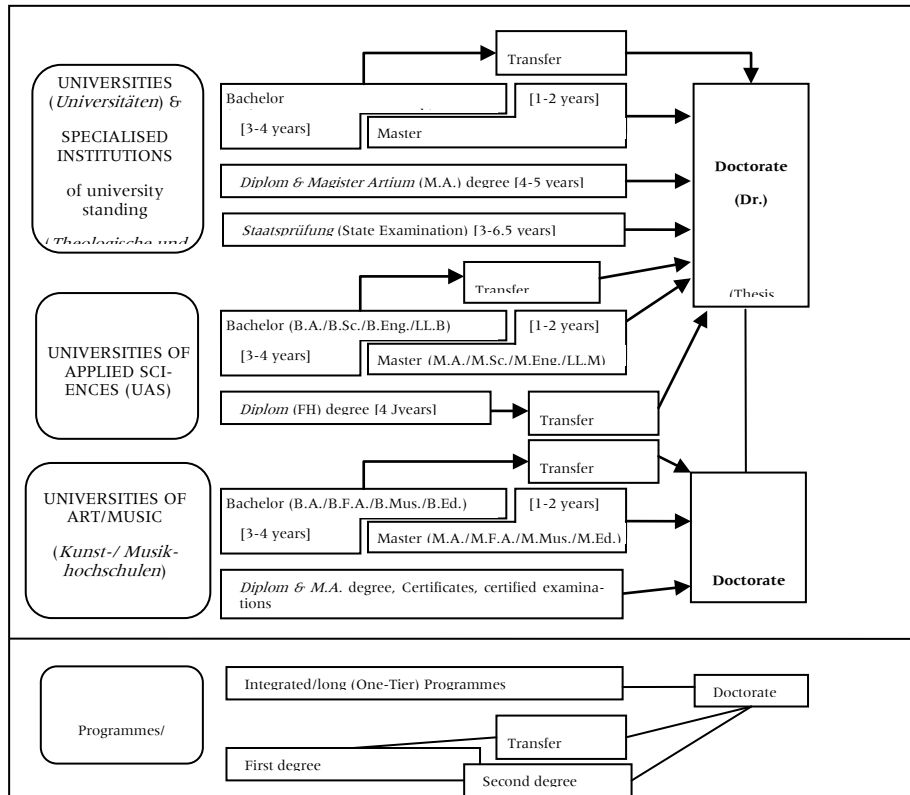 Transfer
UNIVERSITIES
(Universitäten) &
SPECIALISED
INSTITUTIONS
of university
standing
(Theologische und
Bachelor
[1-2 years]
[3-4 years]
Master
Diplom & Magister Artium (M.A.) degree [4-5 years]
Staatsprüfung (State Examination) [3-6.5 years]
Doctorate
(Dr.)
(Thesis
Transfer
UNIVERSITIES OF
APPLIED SCI-
ENCES (UAS)
Bachelor (B.A./B.Sc./B.Eng./LL.B)
[1-2 years]
[3-4 years]
Master (M.A./M.Sc./M.Eng./LL.M)
Diplom (FH) degree [4 Jyears]
Transfer
Transfer
UNIVERSITIES OF
ART/MUSIC
(Kunst-/ Musik-
hochschulen)
Bachelor (B.A./B.F.A./B.Mus./B.Ed.)
[1-2 years]
[3-4 years]
Master (M.A./M.F.A./M.Mus./M.Ed.)
Diplom & M.A. degree, Certificates, certified examina-
tions
Doctorate
Programmes/
Integrated/long (One-Tier) Programmes
Doctorate
Transfer
First degree
Second degree